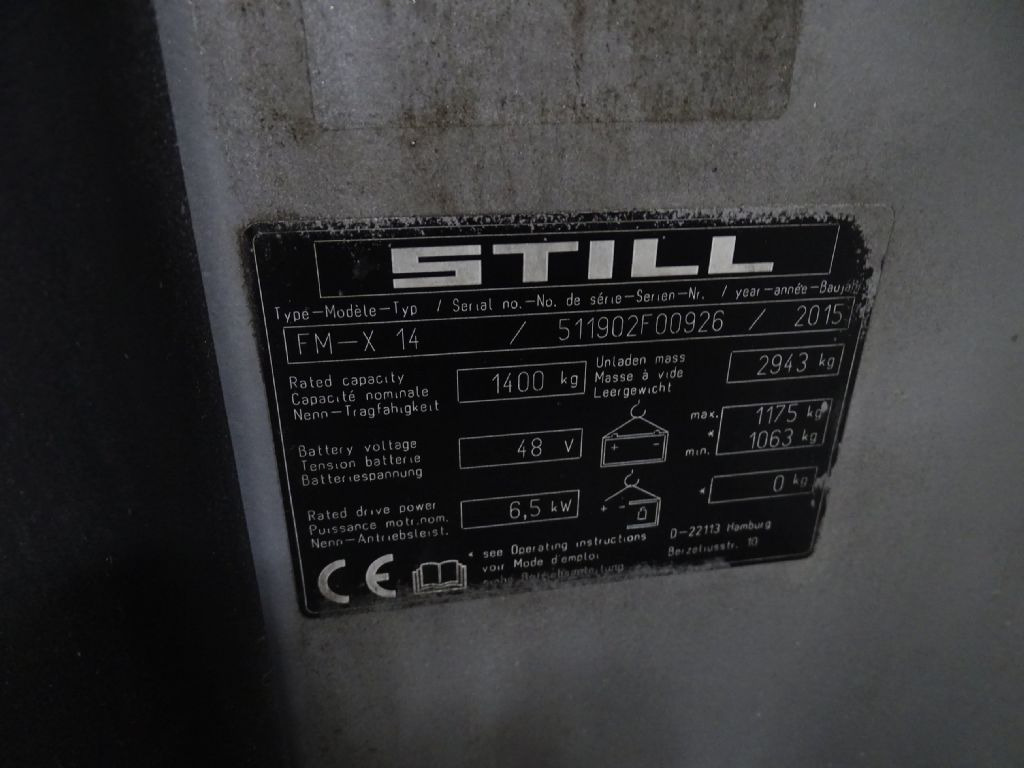 STILL
Type-Modèle-Typ / Serial no.-No. de série-Serien-Nr. / year-année-Baujahr
FM-X 14 / 511902F00926 / 2015
Rated capacity
Capacité nominale
Nenn-Tragfähigkeit
1400 kg
Unladen mass
Masse à vide
Leergewicht
2943 kg
Battery voltage
Tension batterie
Batteriespannung
48 V
+ -
max. 1175 kg
*
min. 1063 kg
Rated drive power
Puissance motr.nom.
Nenn-Antriebsleist.
6,5 kW
+ -
* 0 kg
CE
* see Operating instructions
voir Mode d'emploi
siehe Betriebsanleitung
D-22113 Hamburg
Berzeliusstr. 10